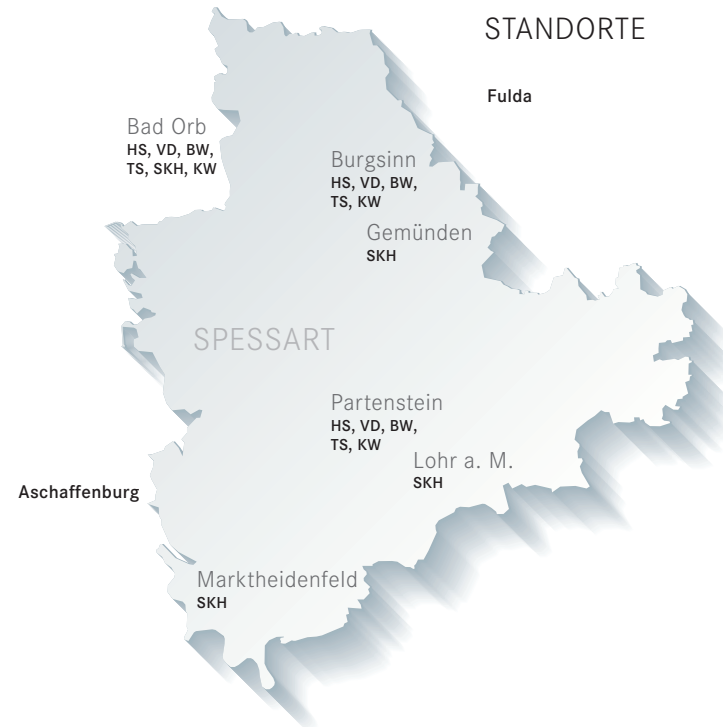 STANDORTE
Fulda
Bad Orb
HS, VD, BW,
TS, SKH, KW
Burgsinn
HS, VD, BW,
TS, KW
Gemünden
SKH
SPESSART
Partenstein
HS, VD, BW,
TS, KW
Lohr a. M.
SKH
Aschaffenburg
Marktheidenfeld
SKH